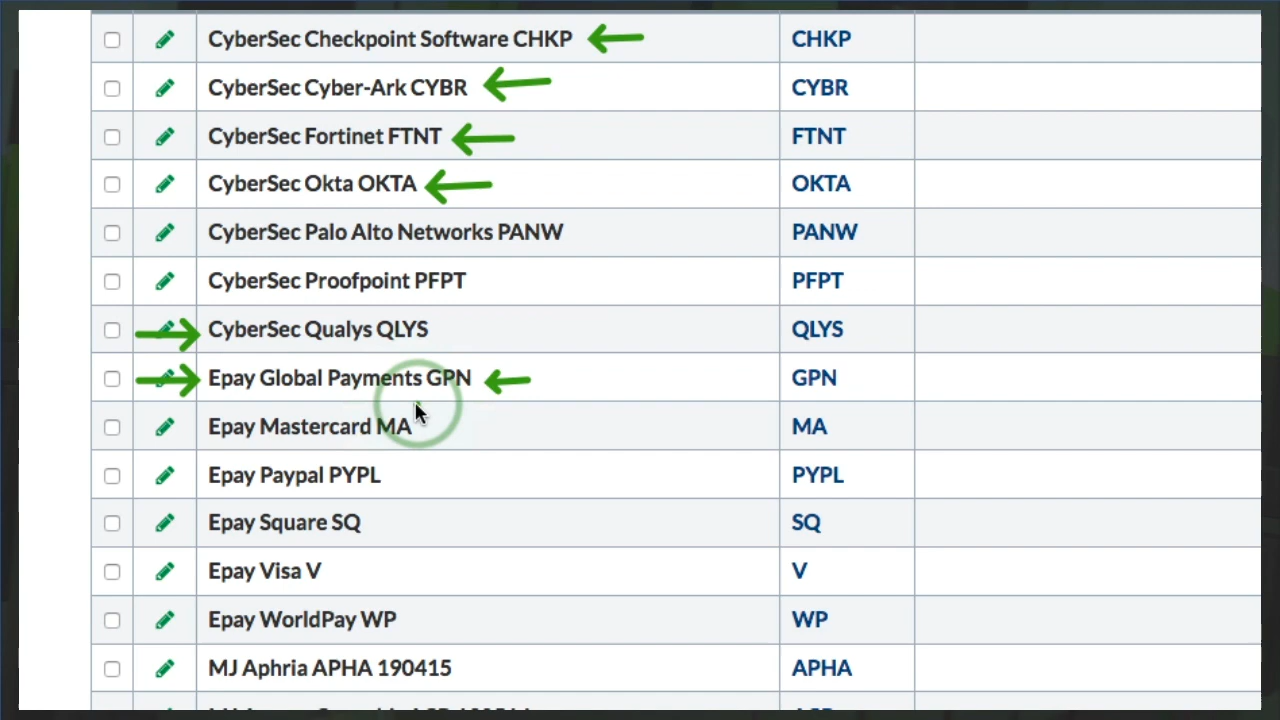 CyberSec Checkpoint Software CHKP CHKP
CyberSec Cyber-Ark CYBR CYBR
CyberSec Fortinet FTNT FTNT
CyberSec Okta OKTA OKTA
CyberSec Palo Alto Networks PANW PANW
CyberSec Proofpoint PFPT PFPT
CyberSec Qualys QLYS QLYS
Epay Global Payments GPN GPN
Epay Mastercard MA MA
Epay Paypal PYPL PYPL
Epay Square SQ SQ
Epay Visa V V
Epay WorldPay WP WP
MJ Aphria APHA 190415 APHA